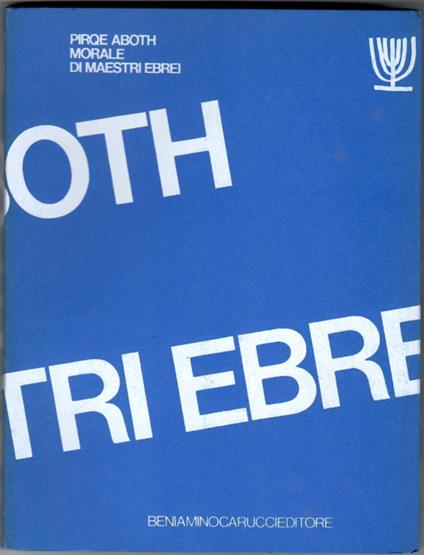 PIRQE ABOTH
MORALE
DI MAESTRI EBREI
OTH
TRI EBRE
BENIAMINOCARUCCIEDITORE